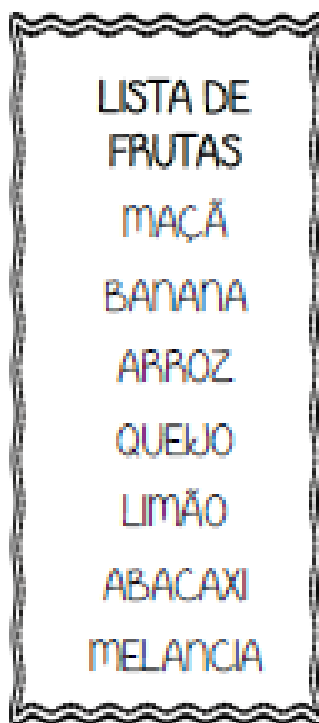 LISTA DE
FRUTAS
MAÇÃ
BANANA
ARROZ
QUEIJO
LIMÃO
ABACAXI
MELANCIA